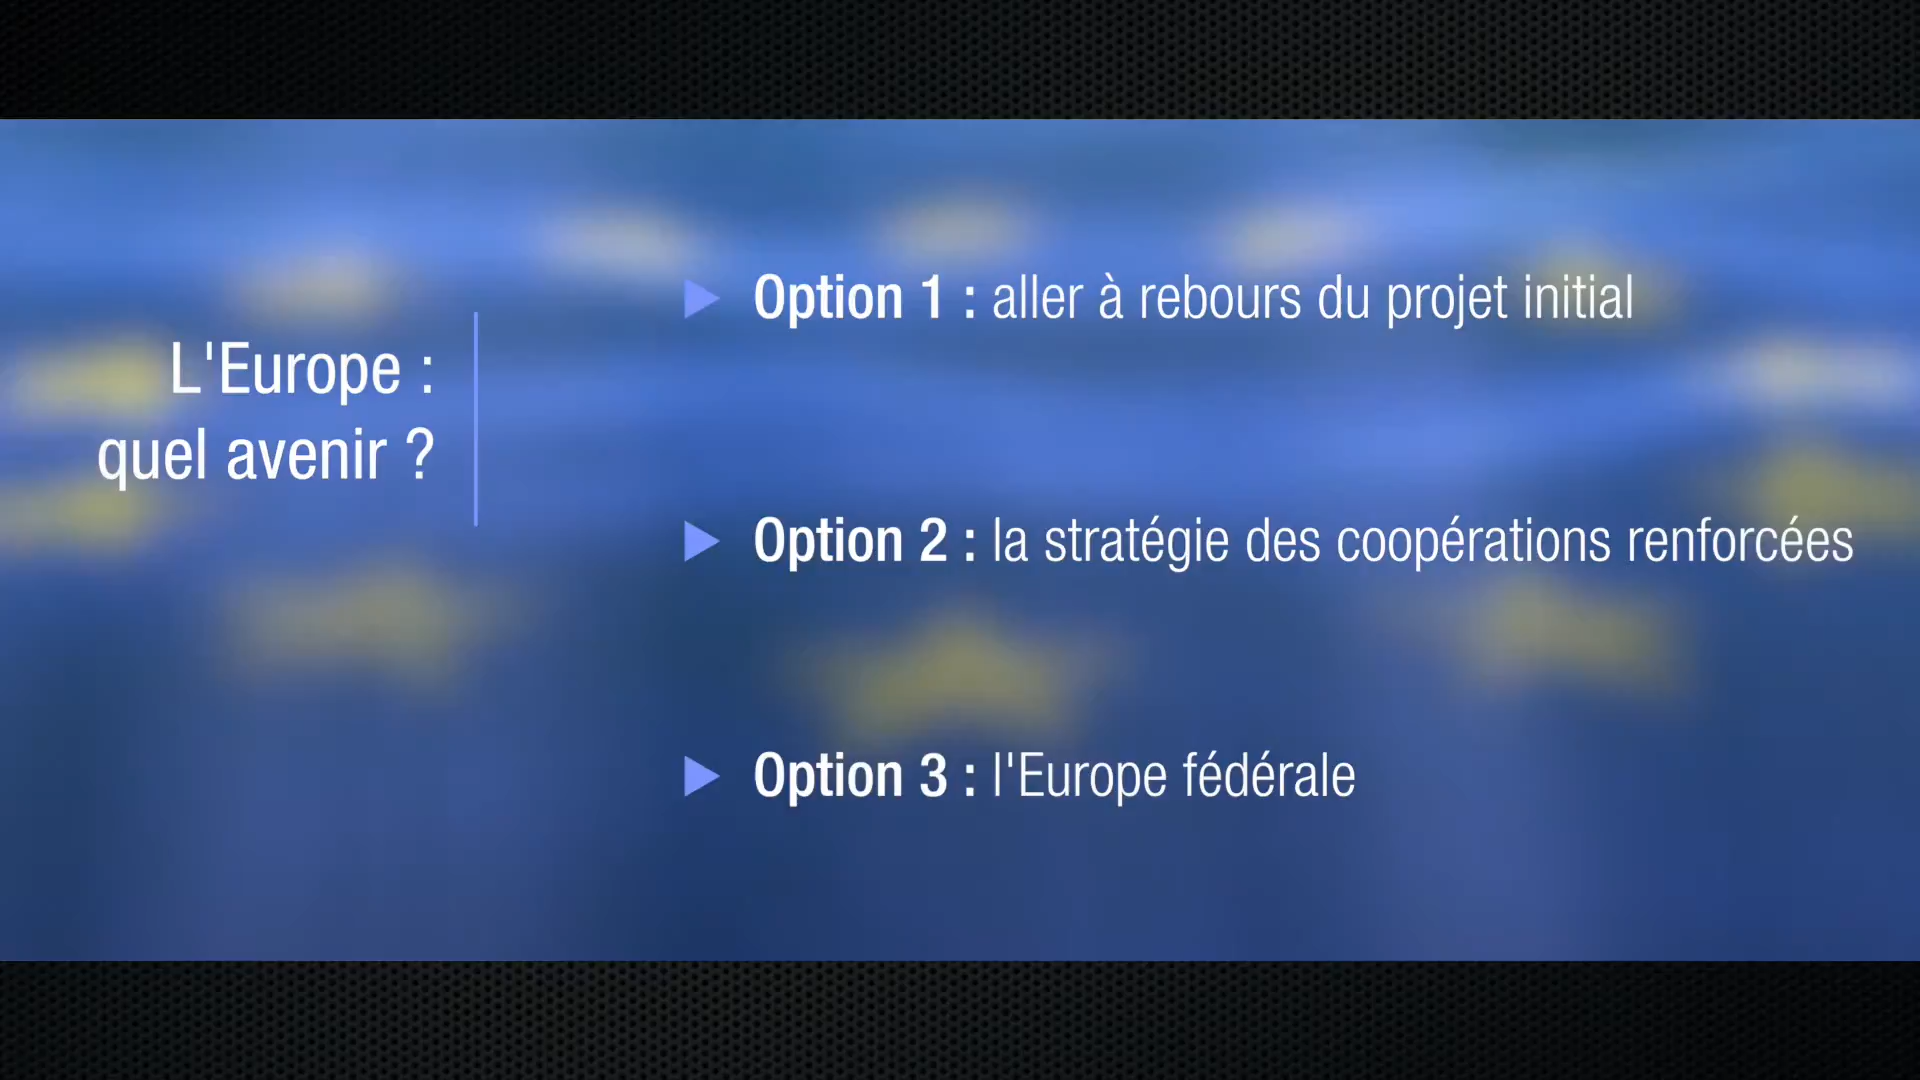 L'Europe :
quel avenir ?
Option 1 : aller à rebours du projet initial
Option 2 : la stratégie des coopérations renforcées
Option 3 : l'Europe fédérale